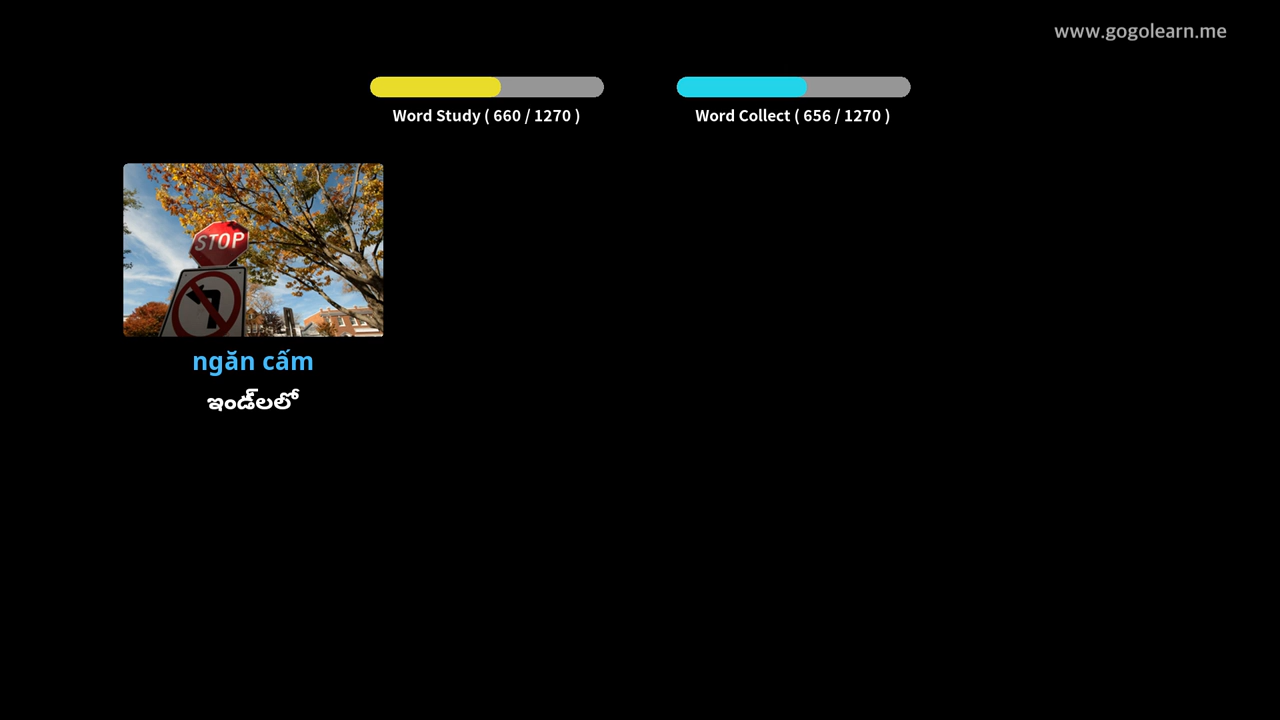 www.gogolearn.me
Word Study ( 660 / 1270 )
Word Collect ( 656 / 1270 )
STOP
ngăn cấm
ఇండ్‌లలో